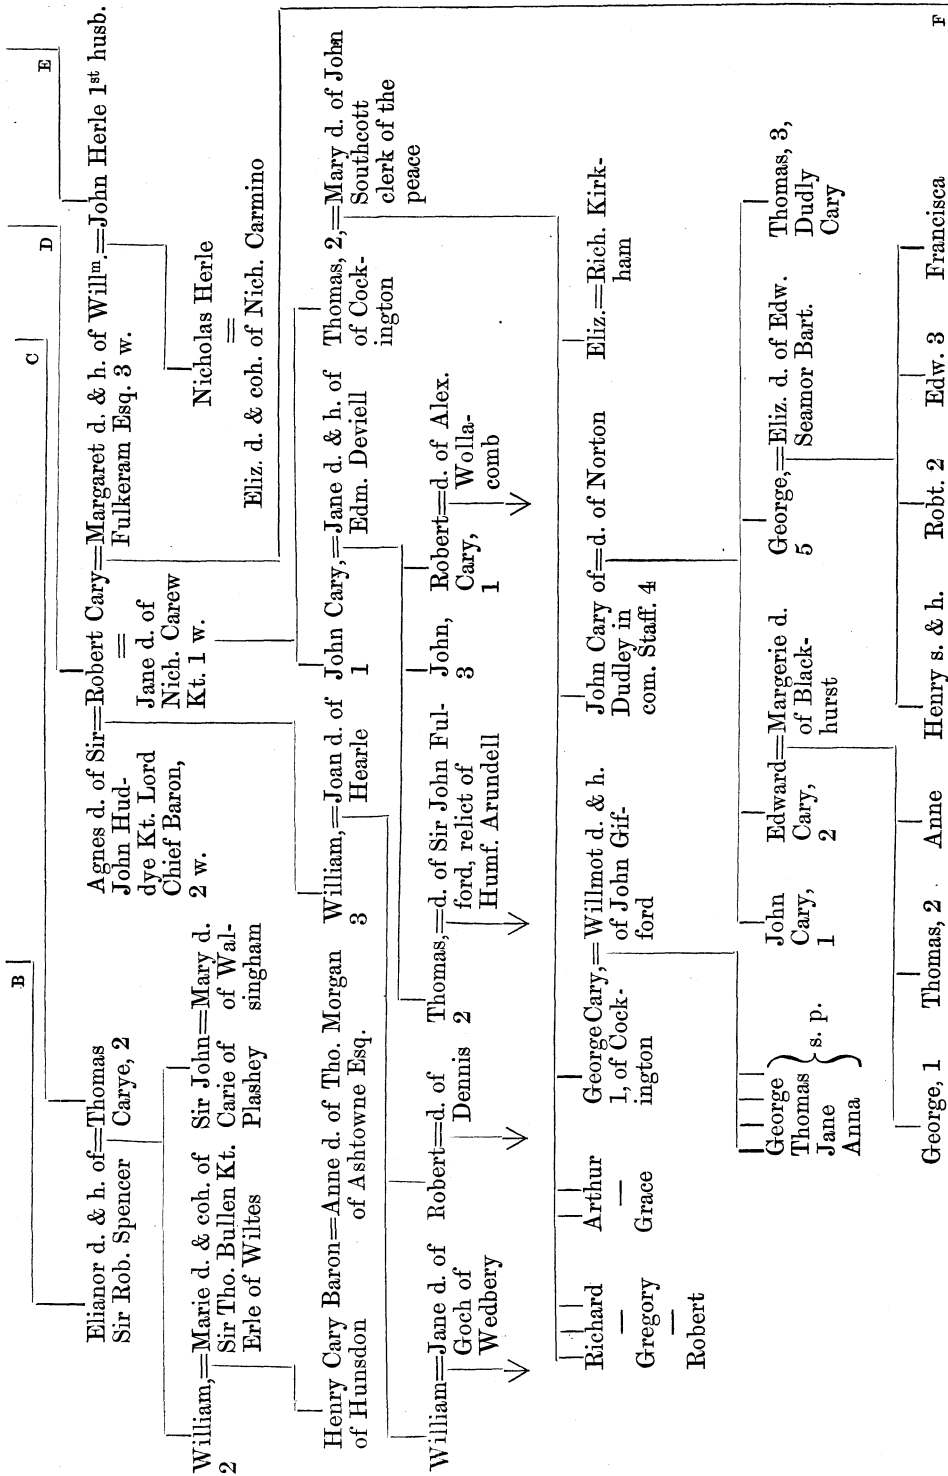 B
C
D
E
Elianor d. & h. of=Thomas
Sir Rob. Spencer Carye, 2
Agnes d. of Sir=Robert Cary=Margaret d. & h. of Willm.=John Herle 1st husb.
John Hud-
dye Kt. Lord
Chief Baron,
2 w.
=
Jane d. of
Nich. Carew
Kt. 1 w.
Fulkeram Esq. 3 w.
Nicholas Herle
=
Eliz. d. & coh. of Nich. Carmino
William,=Marie d. & coh. of
2
Sir Tho. Bullen Kt.
Erle of Wiltes
Sir John=Mary d.
Carie of
Plashey
of Wal-
singham
Henry Cary Baron=Anne d. of Tho. Morgan
of Hunsdon
of Ashtowne Esq.
William,=Joan d. of
3
Hearle
John Cary,=Jane d. & h. of
1
Edm. Deviell
Thomas, 2,=Mary d. of John
of Cock-
ington
Southcott
clerk of the
peace
William=Jane d. of
Goch of
Wedbery
Robert=d. of
Dennis
Thomas,=d. of Sir John Ful-
2
ford, relict of
Humf. Arundell
John,
3
Robert=d. of Alex.
Cary,
1
Wolla-
comb
Richard
—
Gregory
—
Robert
Arthur
—
Grace
George Cary,=Willmot d. & h.
1, of Cock-
ington
of John Gif-
ford
John Cary of=d. of Norton
Dudley in
com. Staff. 4
Eliz.=Rich. Kirk-
ham
George
Thomas
Jane
Anna
} s. p.
John
Cary,
1
Edward=Margerie d.
Cary,
2
of Black-
hurst
George,=Eliz. d. of Edw.
5
Seamor Bart.
Thomas, 3,
Dudly
Cary
George, 1
Thomas, 2
Anne
Henry s. & h.
Robt. 2
Edw. 3
Francisca
F